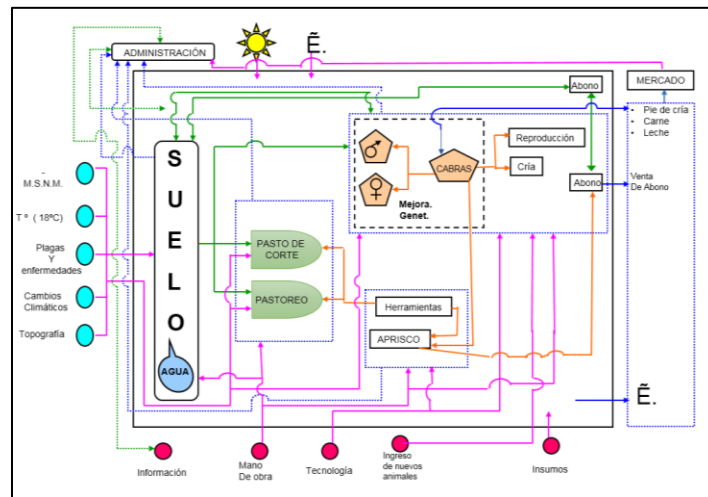 ADMINISTRACIÓN
Ẽ.
MERCADO
Abono
• Pie de cría
• Carne
• Leche
S
U
E
L
O
AGUA
♂
♀
CABRAS
Reproducción
Cría
Mejora.
Genet.
Abono
Venta
De Abono
-
M.S.N.M.
T º ( 18ºC)
Plagas
Y
enfermedades
Cambios
Climáticos
Topografía
PASTO DE
CORTE
PASTOREO
Herramientas
APRISCO
Ẽ.
Información
Mano
De obra
Tecnología
Ingreso
de nuevos
animales
Insumos